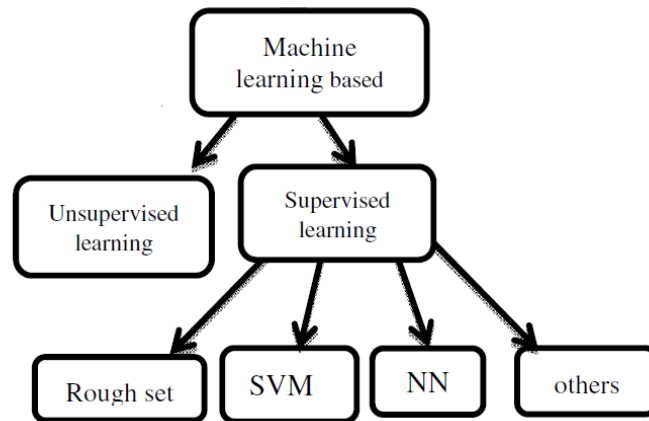 Machine
learning based
Unsupervised
learning
Supervised
learning
Rough set
SVM
NN
others